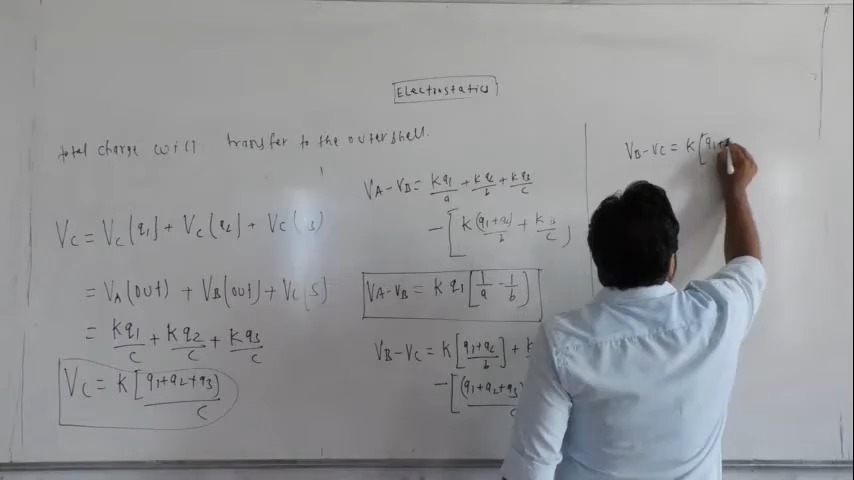 Electrostatics
total charge will transfer to the outer shell.
VC = VC(q1) + VC(q2) + VC(3)
= VA(out) + VB(out) + VC(S)
= Kq1/C + Kq2/C + Kq3/C
VC = K[(q1+q2+q3)/C]
VA-VB = Kq1/a + Kq2/b + Kq3/C
-[K(q1+q2)/b + K
VA-VB = Kq1[1/a - 1/b]
VB-VC = K[(q1+q2)/b] +
-[(q1+q2+q3)/C
VB-VC = K[q1+